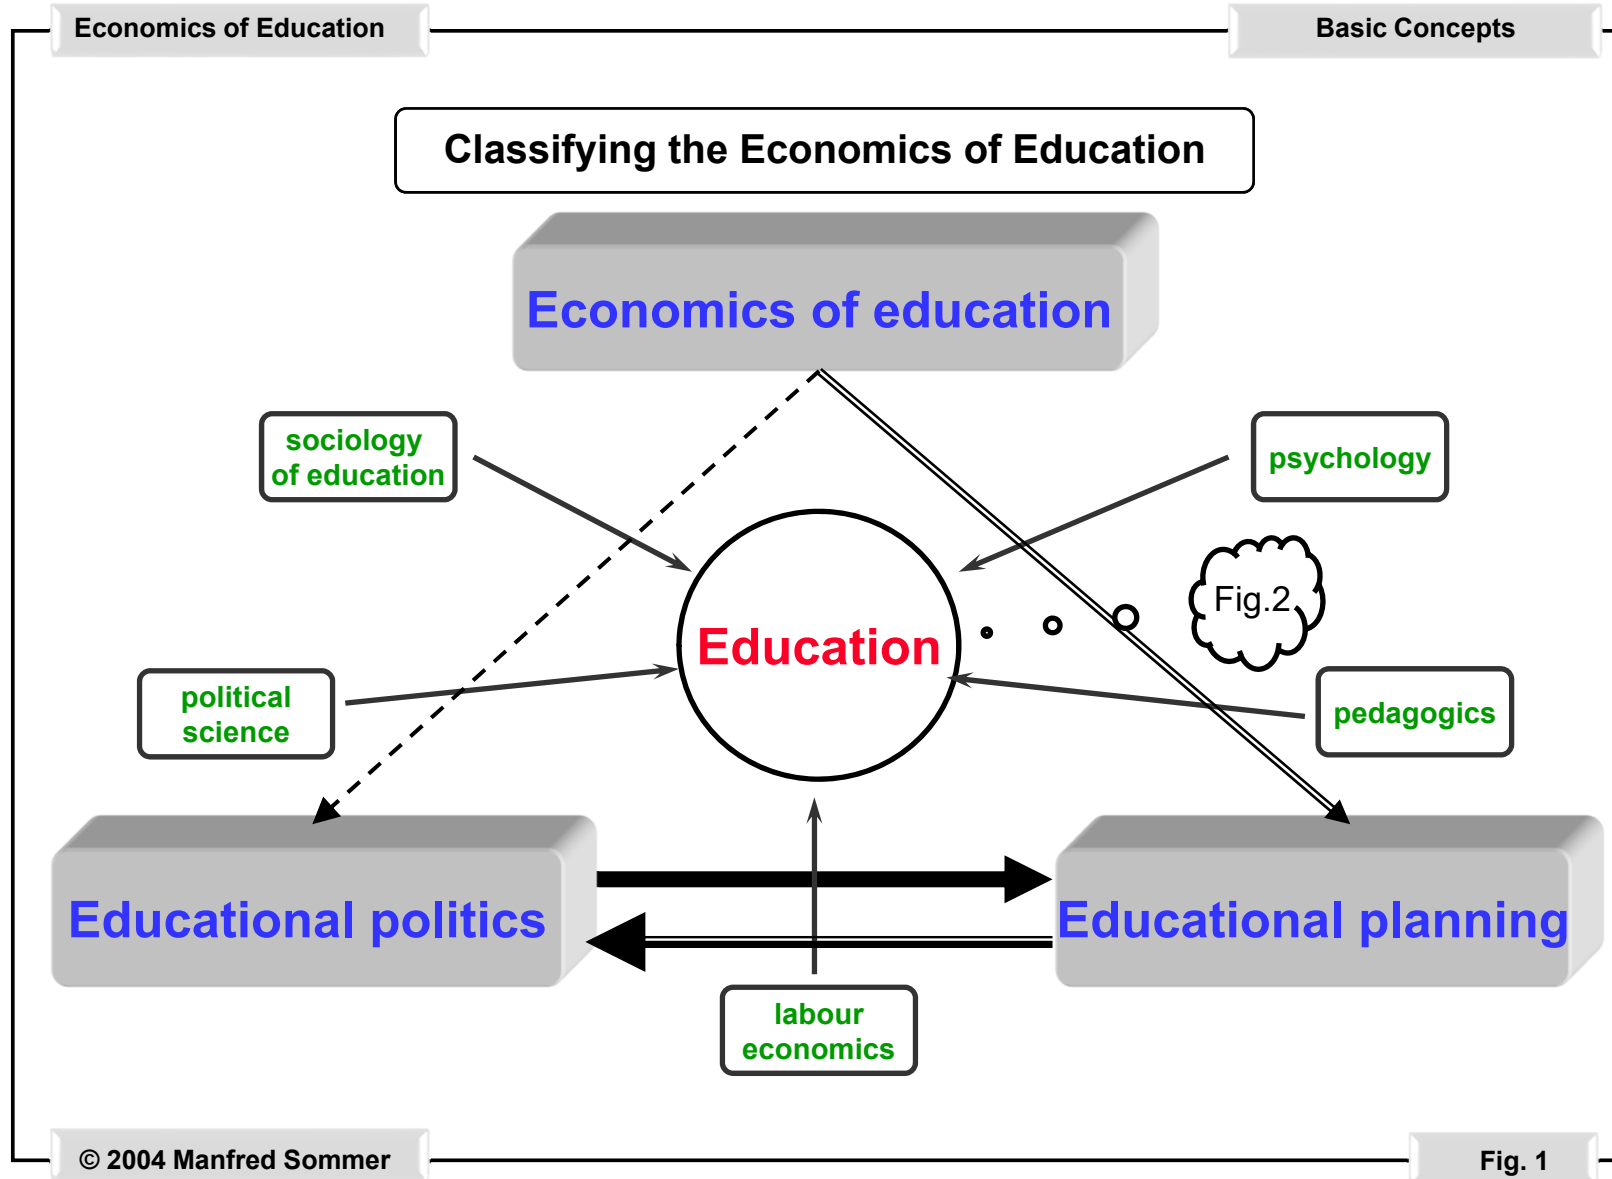 Economics of Education
Basic Concepts
Classifying the Economics of Education
Economics of education
sociology
of education
psychology
Fig.2
Education
political
science
pedagogics
Educational politics
Educational planning
labour
economics
© 2004 Manfred Sommer
Fig. 1